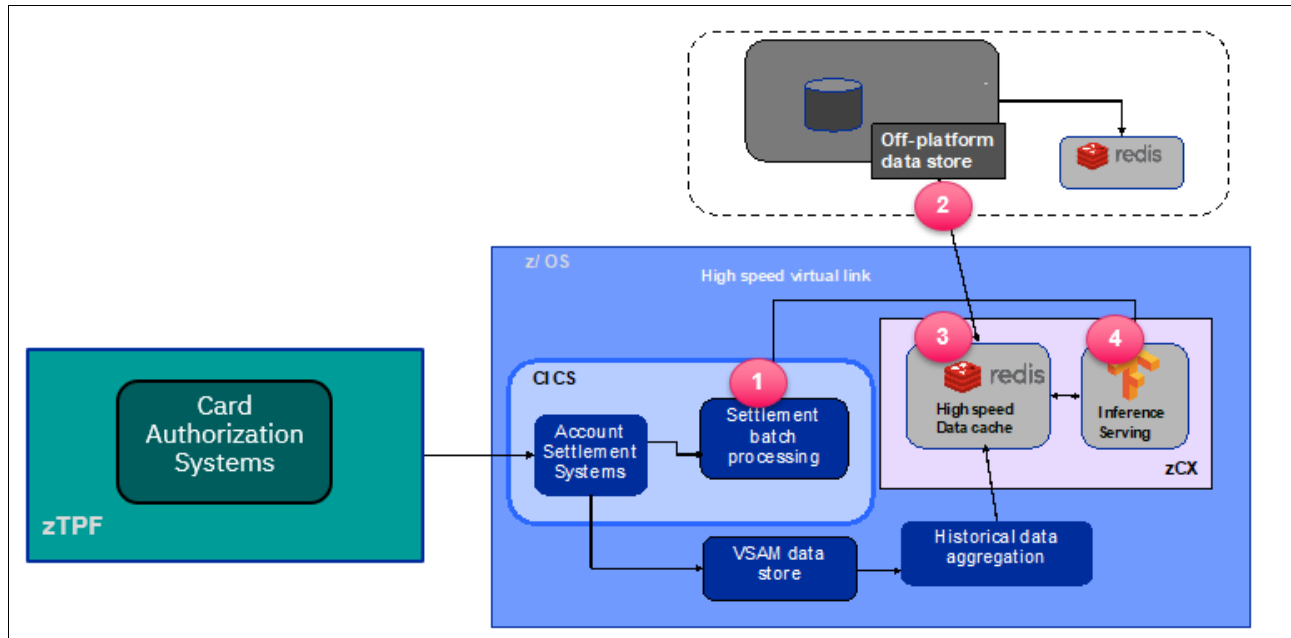 Off-platform
data store
redis
2
z/ OS
High speed virtual link
3
redis
High speed
Data cache
4
Inference
Serving
zCX
CICS
1
Account
Settlement
Systems
Settlement
batch
processing
Card
Authorization
Systems
zTPF
VSAM data
store
Historical data
aggregation